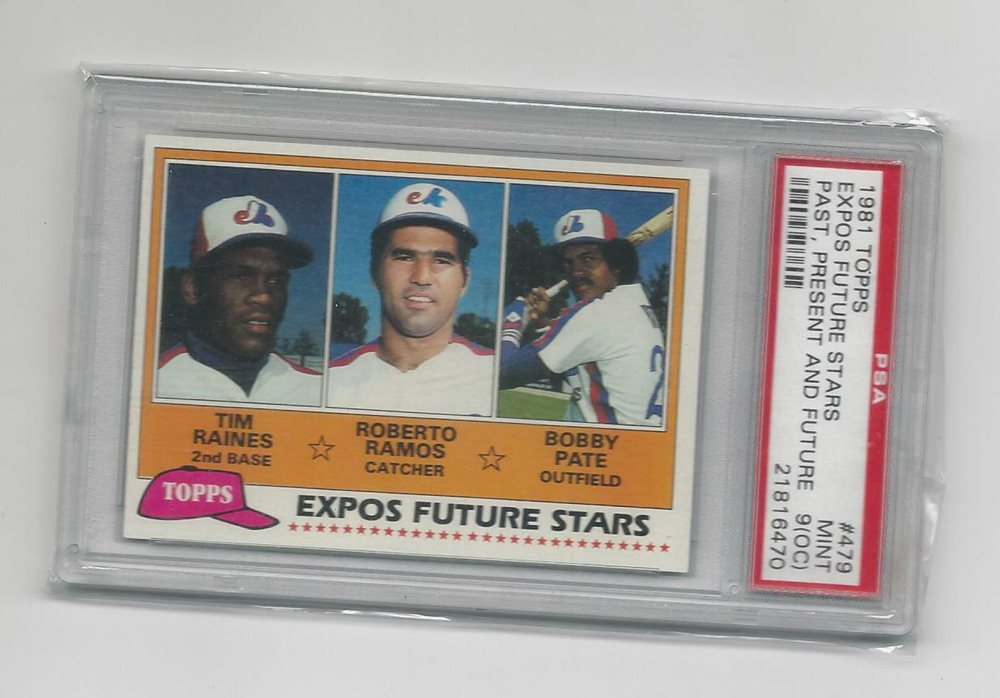 TIM
RAINES
2nd BASE
ROBERTO
RAMOS
CATCHER
BOBBY
PATE
OUTFIELD
TOPPS
EXPOS FUTURE STARS
PSA
1981 TOPPS #479
EXPOS FUTURE STARS MINT
PAST, PRESENT AND FUTURE 9(OC)
21816470